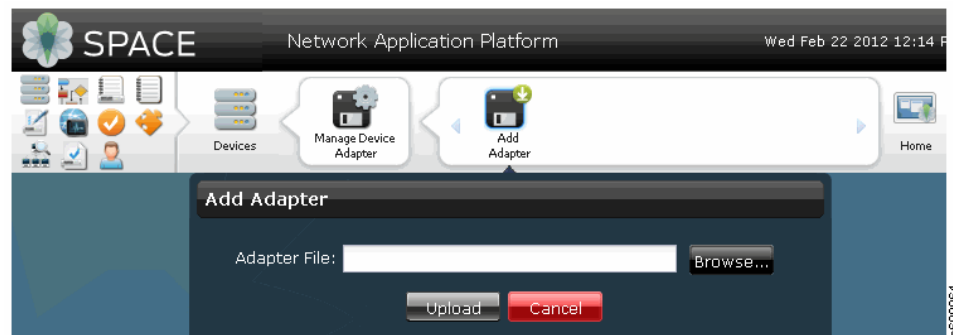 SPACE
Network Application Platform
Wed Feb 22 2012 12:14
Devices
Manage Device
Adapter
Add
Adapter
Home
Add Adapter
Adapter File:
Browse...
Upload
Cancel